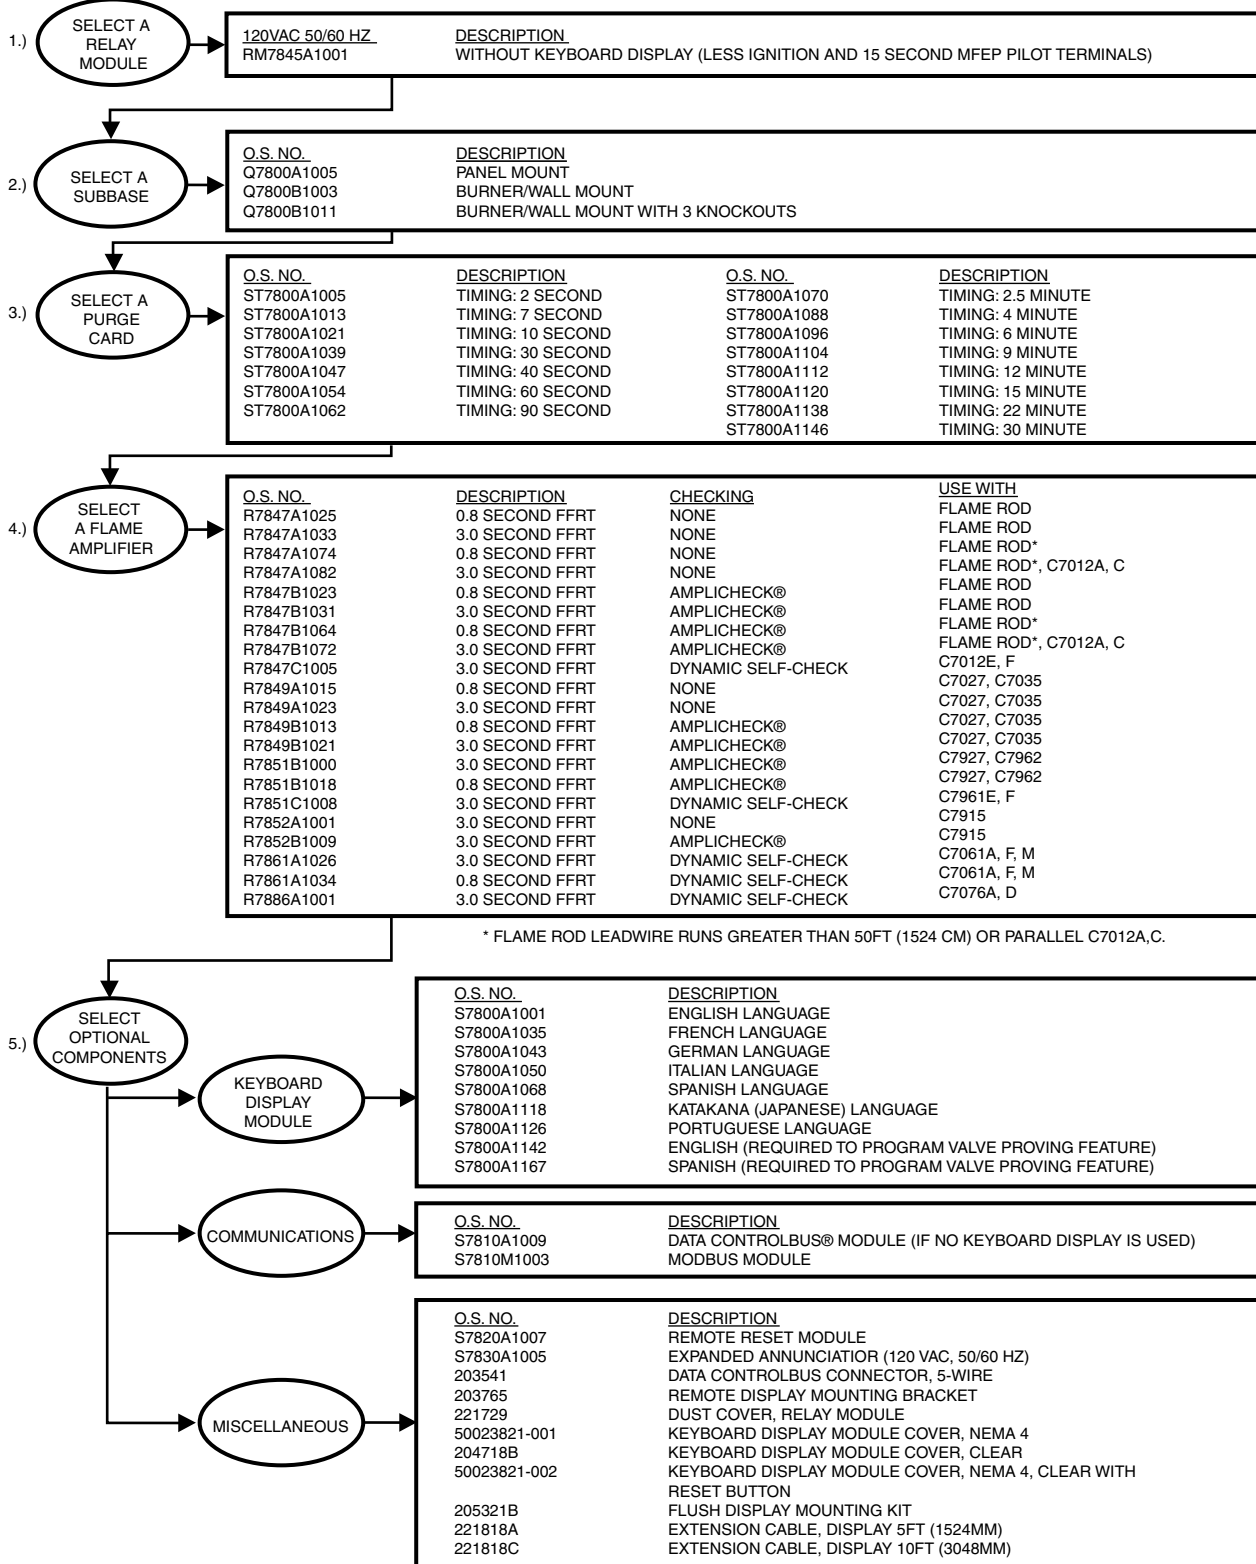 1.) SELECT A
RELAY
MODULE
120VAC 50/60 HZ DESCRIPTION
RM7845A1001 WITHOUT KEYBOARD DISPLAY (LESS IGNITION AND 15 SECOND MFEP PILOT TERMINALS)
2.) SELECT A
SUBBASE
O.S. NO. DESCRIPTION
Q7800A1005 PANEL MOUNT
Q7800B1003 BURNER/WALL MOUNT
Q7800B1011 BURNER/WALL MOUNT WITH 3 KNOCKOUTS
3.) SELECT A
PURGE
CARD
O.S. NO. DESCRIPTION O.S. NO. DESCRIPTION
ST7800A1005 TIMING: 2 SECOND ST7800A1070 TIMING: 2.5 MINUTE
ST7800A1013 TIMING: 7 SECOND ST7800A1088 TIMING: 4 MINUTE
ST7800A1021 TIMING: 10 SECOND ST7800A1096 TIMING: 6 MINUTE
ST7800A1039 TIMING: 30 SECOND ST7800A1104 TIMING: 9 MINUTE
ST7800A1047 TIMING: 40 SECOND ST7800A1112 TIMING: 12 MINUTE
ST7800A1054 TIMING: 60 SECOND ST7800A1120 TIMING: 15 MINUTE
ST7800A1062 TIMING: 90 SECOND ST7800A1138 TIMING: 22 MINUTE
ST7800A1146 TIMING: 30 MINUTE
4.) SELECT
A FLAME
AMPLIFIER
O.S. NO. DESCRIPTION CHECKING USE WITH
R7847A1025 0.8 SECOND FFRT NONE FLAME ROD
R7847A1033 3.0 SECOND FFRT NONE FLAME ROD
R7847A1074 0.8 SECOND FFRT NONE FLAME ROD*
R7847A1082 3.0 SECOND FFRT NONE FLAME ROD*, C7012A, C
R7847B1023 0.8 SECOND FFRT AMPLICHECK® FLAME ROD
R7847B1031 3.0 SECOND FFRT AMPLICHECK® FLAME ROD
R7847B1064 0.8 SECOND FFRT AMPLICHECK® FLAME ROD*
R7847B1072 3.0 SECOND FFRT AMPLICHECK® FLAME ROD*, C7012A, C
R7847C1005 3.0 SECOND FFRT DYNAMIC SELF-CHECK C7012E, F
R7849A1015 0.8 SECOND FFRT NONE C7027, C7035
R7849A1023 3.0 SECOND FFRT NONE C7027, C7035
R7849B1013 0.8 SECOND FFRT AMPLICHECK® C7027, C7035
R7849B1021 3.0 SECOND FFRT AMPLICHECK® C7027, C7035
R7851B1000 3.0 SECOND FFRT AMPLICHECK® C7927, C7962
R7851B1018 0.8 SECOND FFRT AMPLICHECK® C7927, C7962
R7851C1008 3.0 SECOND FFRT DYNAMIC SELF-CHECK C7961E, F
R7852A1001 3.0 SECOND FFRT NONE C7915
R7852B1009 3.0 SECOND FFRT AMPLICHECK® C7915
R7861A1026 3.0 SECOND FFRT DYNAMIC SELF-CHECK C7061A, F, M
R7861A1034 0.8 SECOND FFRT DYNAMIC SELF-CHECK C7061A, F, M
R7886A1001 3.0 SECOND FFRT DYNAMIC SELF-CHECK C7076A, D
* FLAME ROD LEADWIRE RUNS GREATER THAN 50FT (1524 CM) OR PARALLEL C7012A,C.
5.) SELECT
OPTIONAL
COMPONENTS
KEYBOARD
DISPLAY
MODULE
O.S. NO. DESCRIPTION
S7800A1001 ENGLISH LANGUAGE
S7800A1035 FRENCH LANGUAGE
S7800A1043 GERMAN LANGUAGE
S7800A1050 ITALIAN LANGUAGE
S7800A1068 SPANISH LANGUAGE
S7800A1118 KATAKANA (JAPANESE) LANGUAGE
S7800A1126 PORTUGUESE LANGUAGE
S7800A1142 ENGLISH (REQUIRED TO PROGRAM VALVE PROVING FEATURE)
S7800A1167 SPANISH (REQUIRED TO PROGRAM VALVE PROVING FEATURE)
COMMUNICATIONS
O.S. NO. DESCRIPTION
S7810A1009 DATA CONTROLBUS® MODULE (IF NO KEYBOARD DISPLAY IS USED)
S7810M1003 MODBUS MODULE
MISCELLANEOUS
O.S. NO. DESCRIPTION
S7820A1007 REMOTE RESET MODULE
S7830A1005 EXPANDED ANNUNCIATIOR (120 VAC, 50/60 HZ)
203541 DATA CONTROLBUS CONNECTOR, 5-WIRE
203765 REMOTE DISPLAY MOUNTING BRACKET
221729 DUST COVER, RELAY MODULE
50023821-001 KEYBOARD DISPLAY MODULE COVER, NEMA 4
204718B KEYBOARD DISPLAY MODULE COVER, CLEAR
50023821-002 KEYBOARD DISPLAY MODULE COVER, NEMA 4, CLEAR WITH
RESET BUTTON
205321B FLUSH DISPLAY MOUNTING KIT
221818A EXTENSION CABLE, DISPLAY 5FT (1524MM)
221818C EXTENSION CABLE, DISPLAY 10FT (3048MM)